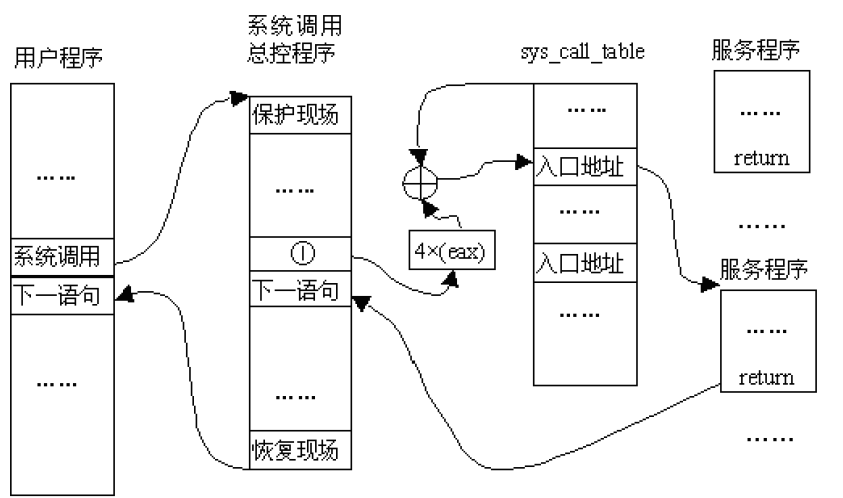 用户程序
……
系统调用
下一语句
……
系统调用
总控程序
保护现场
……
①
下一语句
……
恢复现场
4×(eax)
sys_call_table
……
入口地址
……
入口地址
……
服务程序
……
return
……
服务程序
……
return
……